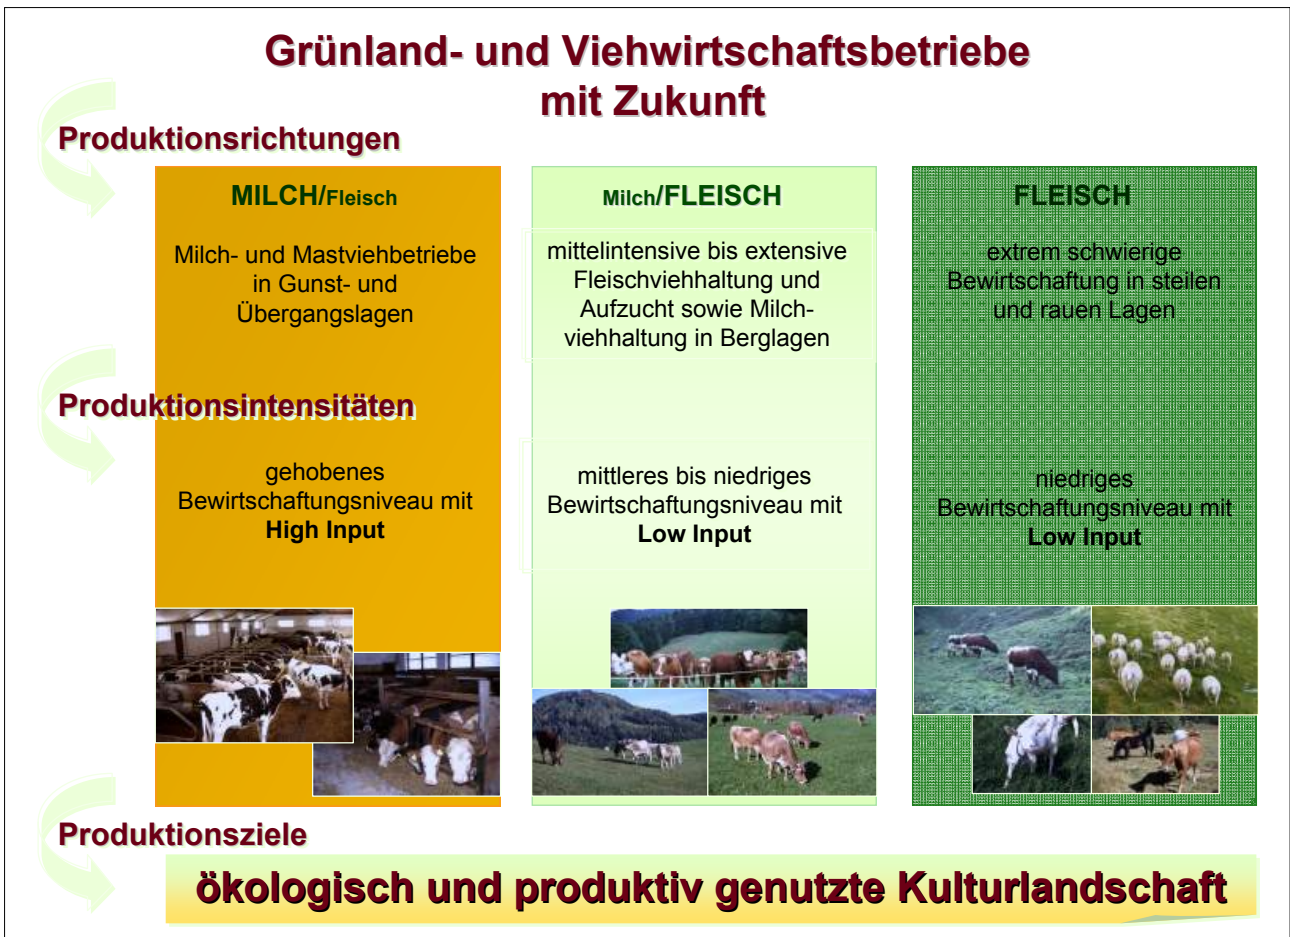 Grünland- und Viehwirtschaftsbetriebe
mit Zukunft
Produktionsrichtungen
MILCH/Fleisch
Milch- und Mastviehbetriebe
in Gunst- und
Übergangslagen
Milch/FLEISCH
mittelintensive bis extensive
Fleischviehhaltung und
Aufzucht sowie Milch-
viehhaltung in Berglagen
FLEISCH
extrem schwierige
Bewirtschaftung in steilen
und rauen Lagen
Produktionsintensitäten
gehobenes
Bewirtschaftungsniveau mit
High Input
mittleres bis niedriges
Bewirtschaftungsniveau mit
Low Input
niedriges
Bewirtschaftungsniveau mit
Low Input
Produktionsziele
ökologisch und produktiv genutzte Kulturlandschaft